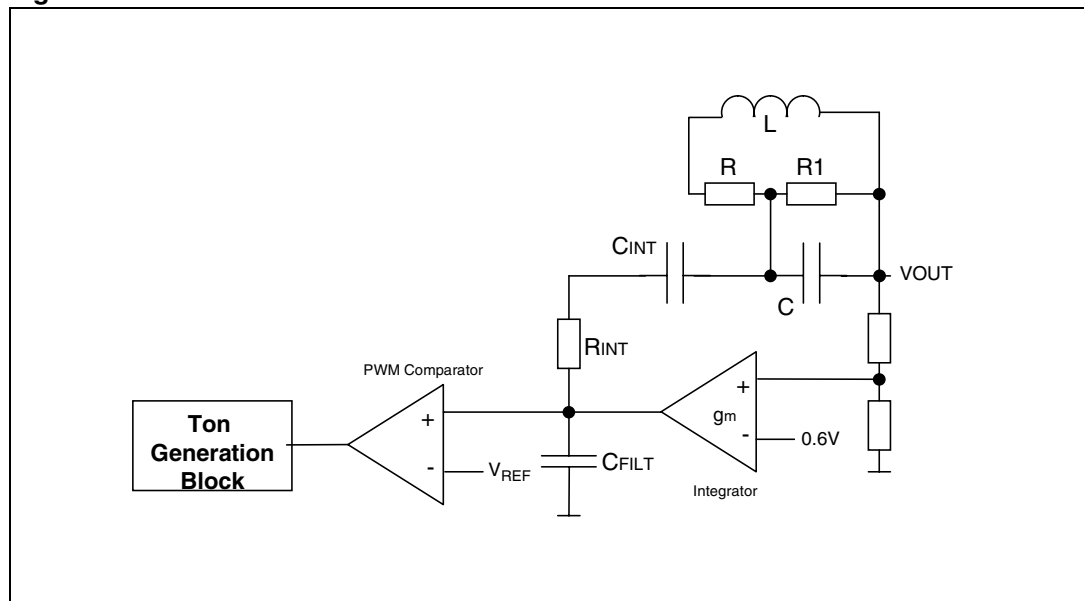 L
R R1
CINT
VOUT
C
RINT
PWM Comparator
+
gm
Ton
Generation
Block
+
-
0.6V
-
VREF
CFILT
Integrator